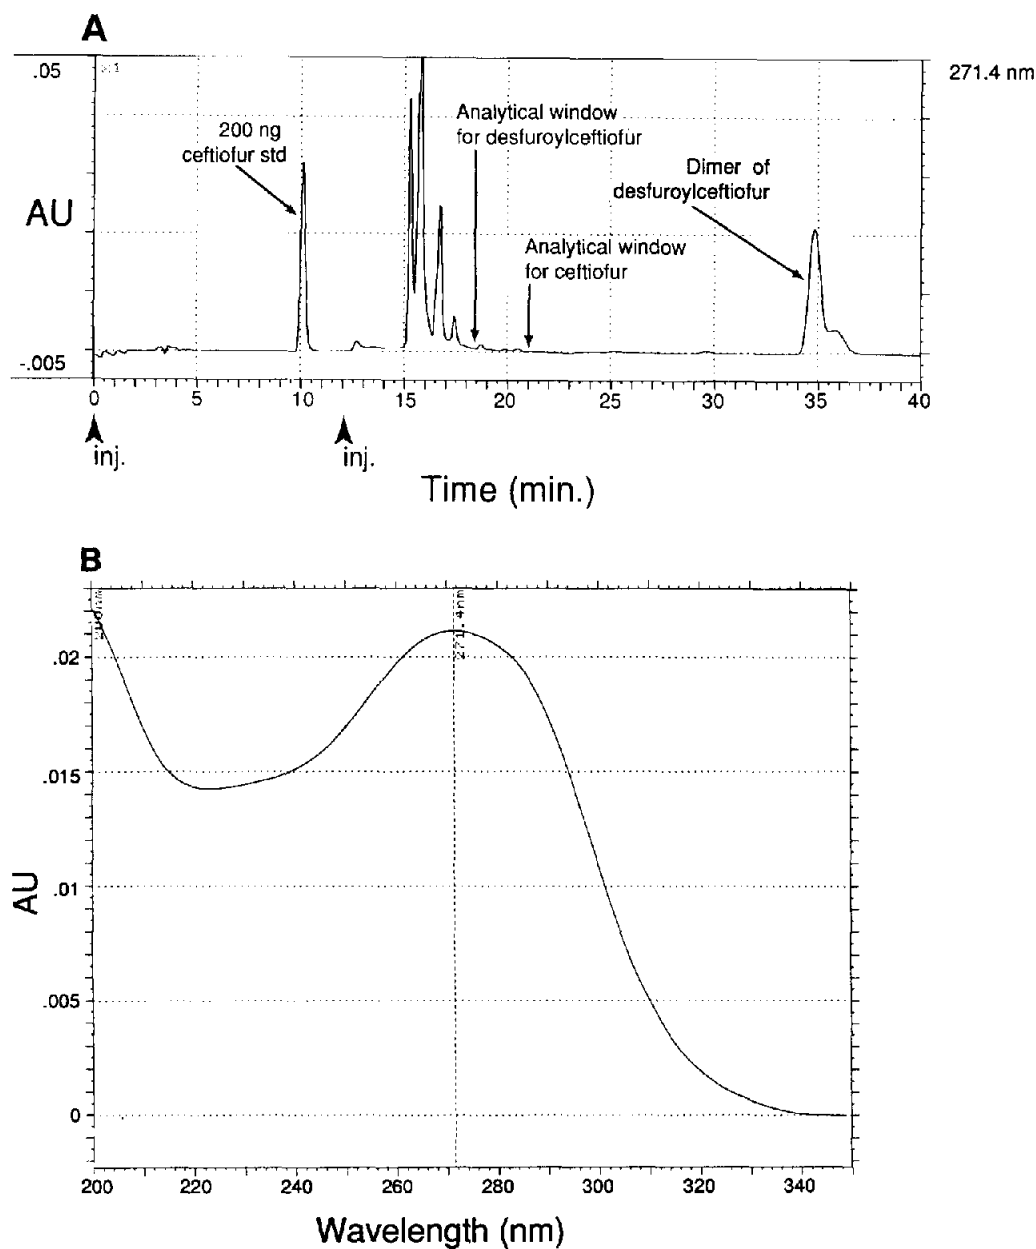 A
.05
x1
271.4 nm
200 ng
ceftiofur std
Analytical window
for desfuroylceftiofur
Dimer of
desfuroylceftiofur
AU
Analytical window
for ceftiofur
-.005
0 5 10 15 20 25 30 35 40
inj. inj.
Time (min.)
B
271.4nm
.02
.015
.01
AU
.005
0
200 220 240 260 280 300 320 340
Wavelength (nm)